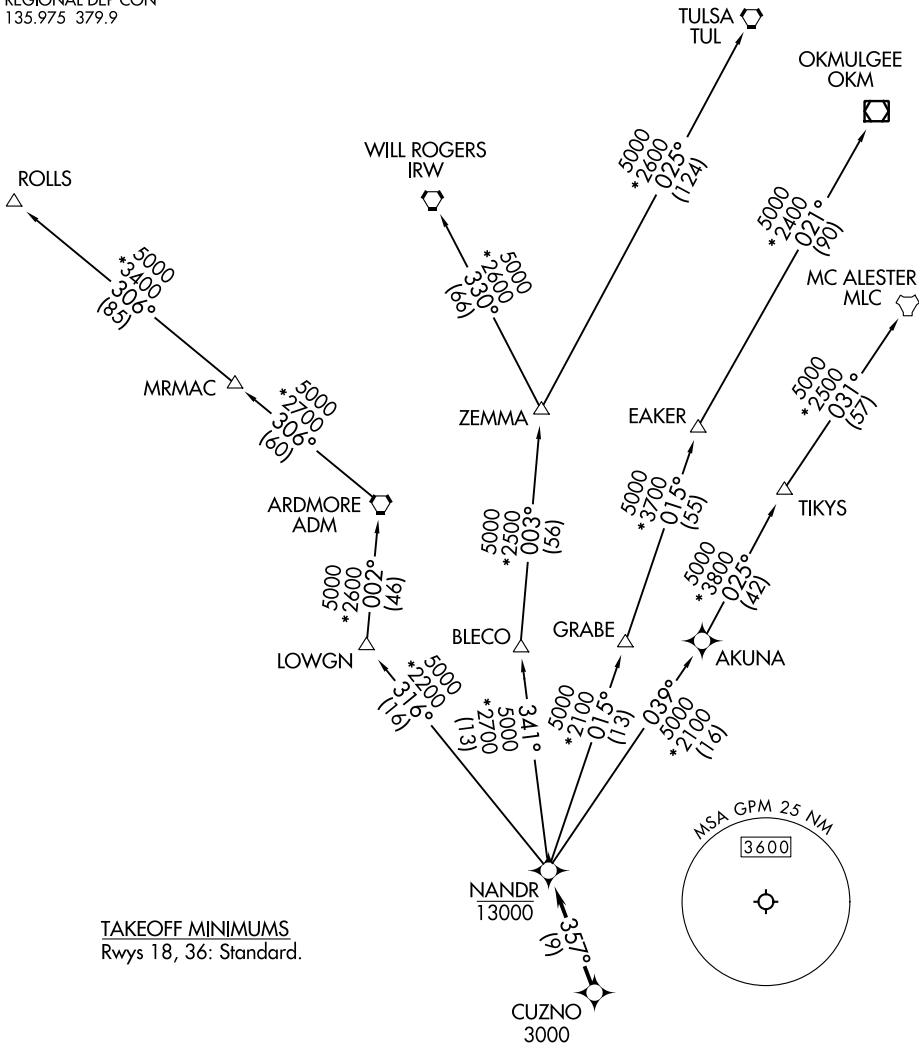 REGIONAL DEP CON
135.975 379.9
TULSA
TUL
OKMULGEE
OKM
WILL ROGERS
IRW
ROLLS
MC ALESTER
MLC
5000
*2600
025°
(124)
5000
*2400
021°
(90)
5000
*2600
330°
(66)
5000
*3400
306°
(85)
5000
*2500
031°
(57)
MRMAC
5000
*2700
306°
(60)
ZEMMA
EAKER
ARDMORE
ADM
TIKYS
5000
*2500
003°
(56)
5000
*3700
015°
(55)
5000
*2600
002°
(46)
5000
*3800
025°
(42)
LOWGN
BLECO
GRABE
AKUNA
5000
*2200
316°
(16)
341°
5000
*2700
(13)
5000
*2100
015°
(13)
039°
5000
*2100
(16)
MSA GPM 25 NM
3600
NANDR
13000
TAKEOFF MINIMUMS
Rwys 18, 36: Standard.
357°
(9)
CUZNO
3000